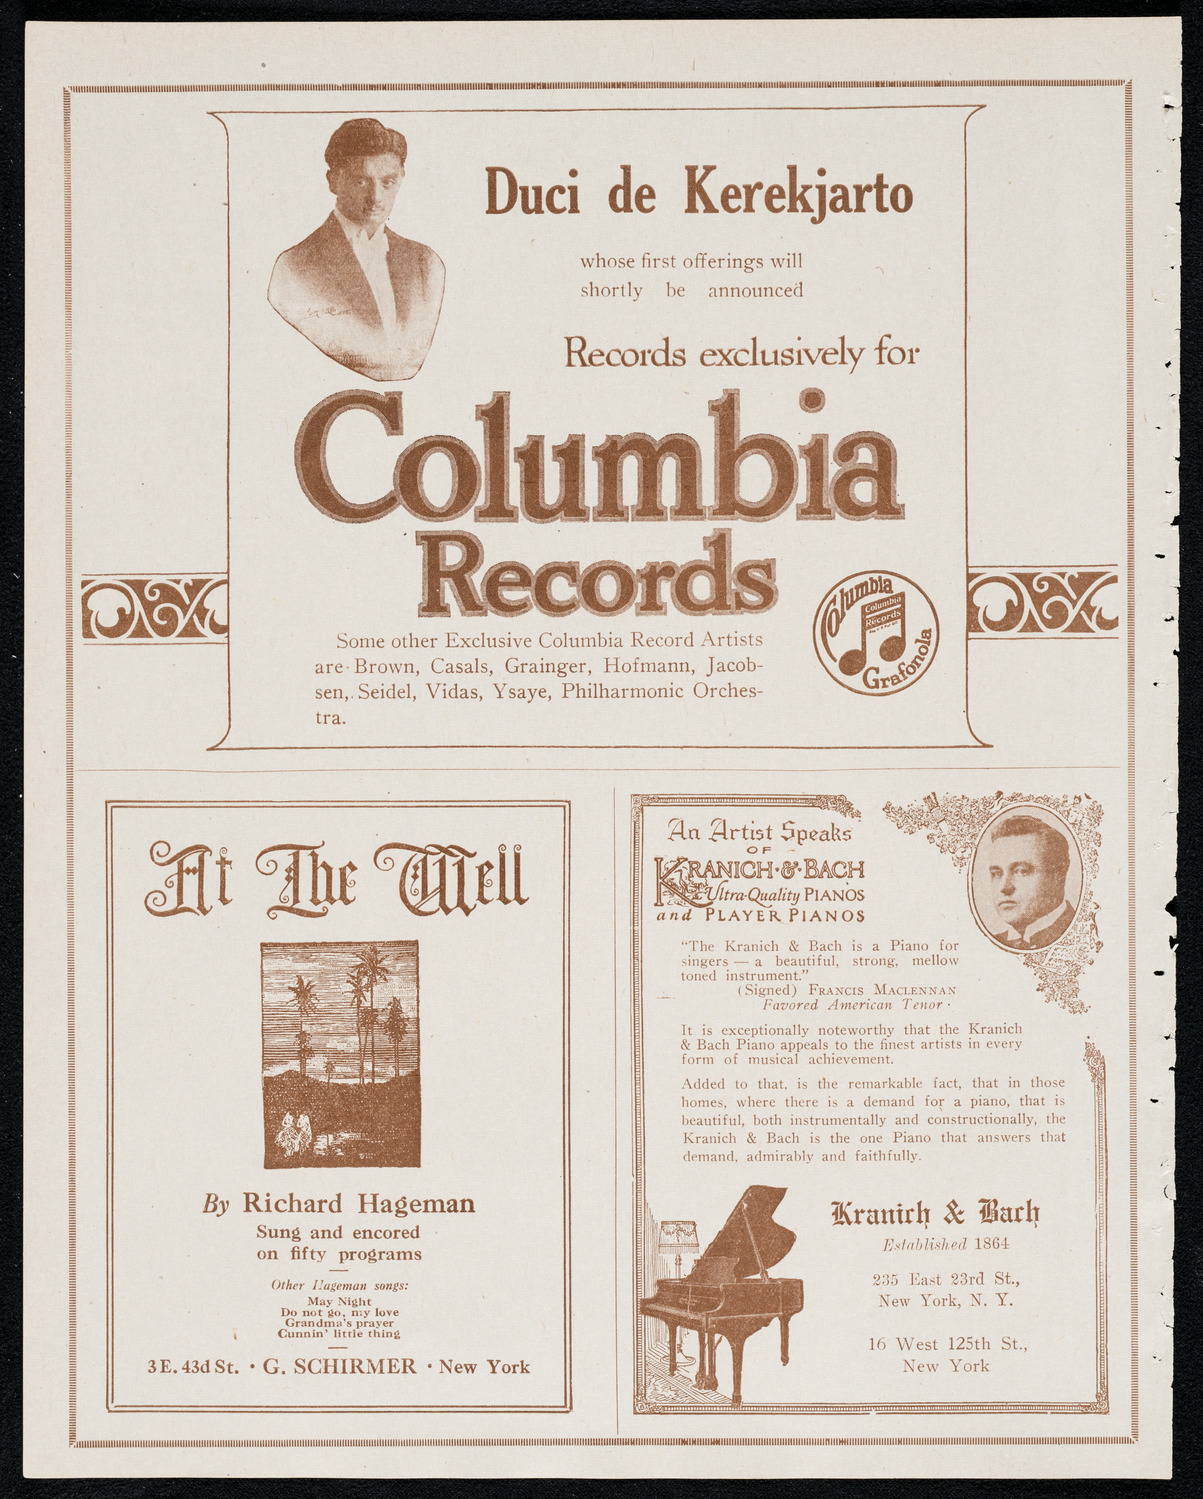 Duci de Kerekjarto
whose first offerings will
shortly be announced
Records exclusively for
Columbia
Records
Some other Exclusive Columbia Record Artists
are Brown, Casals, Grainger, Hofmann, Jacob-
sen, Seidel, Vidas, Ysaye, Philharmonic Orches-
tra.
Columbia
Columbia
Records
Grafonola
At The Well
By Richard Hageman
Sung and encored
on fifty programs
Other Hageman songs:
May Night
Do not go, my love
Grandma's prayer
Cunnin' little thing
3 E. 43d St. · G. SCHIRMER · New York
An Artist Speaks
OF
KRANICH·&·BACH
Ultra-Quality PIANOS
and PLAYER PIANOS
"The Kranich & Bach is a Piano for
singers — a beautiful, strong, mellow
toned instrument."
(Signed) FRANCIS MACLENNAN
Favored American Tenor
It is exceptionally noteworthy that the Kranich
& Bach Piano appeals to the finest artists in every
form of musical achievement.
Added to that, is the remarkable fact, that in those
homes, where there is a demand for a piano, that is
beautiful, both instrumentally and constructionally, the
Kranich & Bach is the one Piano that answers that
demand, admirably and faithfully.
Kranich & Bach
Established 1864
235 East 23rd St.,
New York, N. Y.
16 West 125th St.,
New York